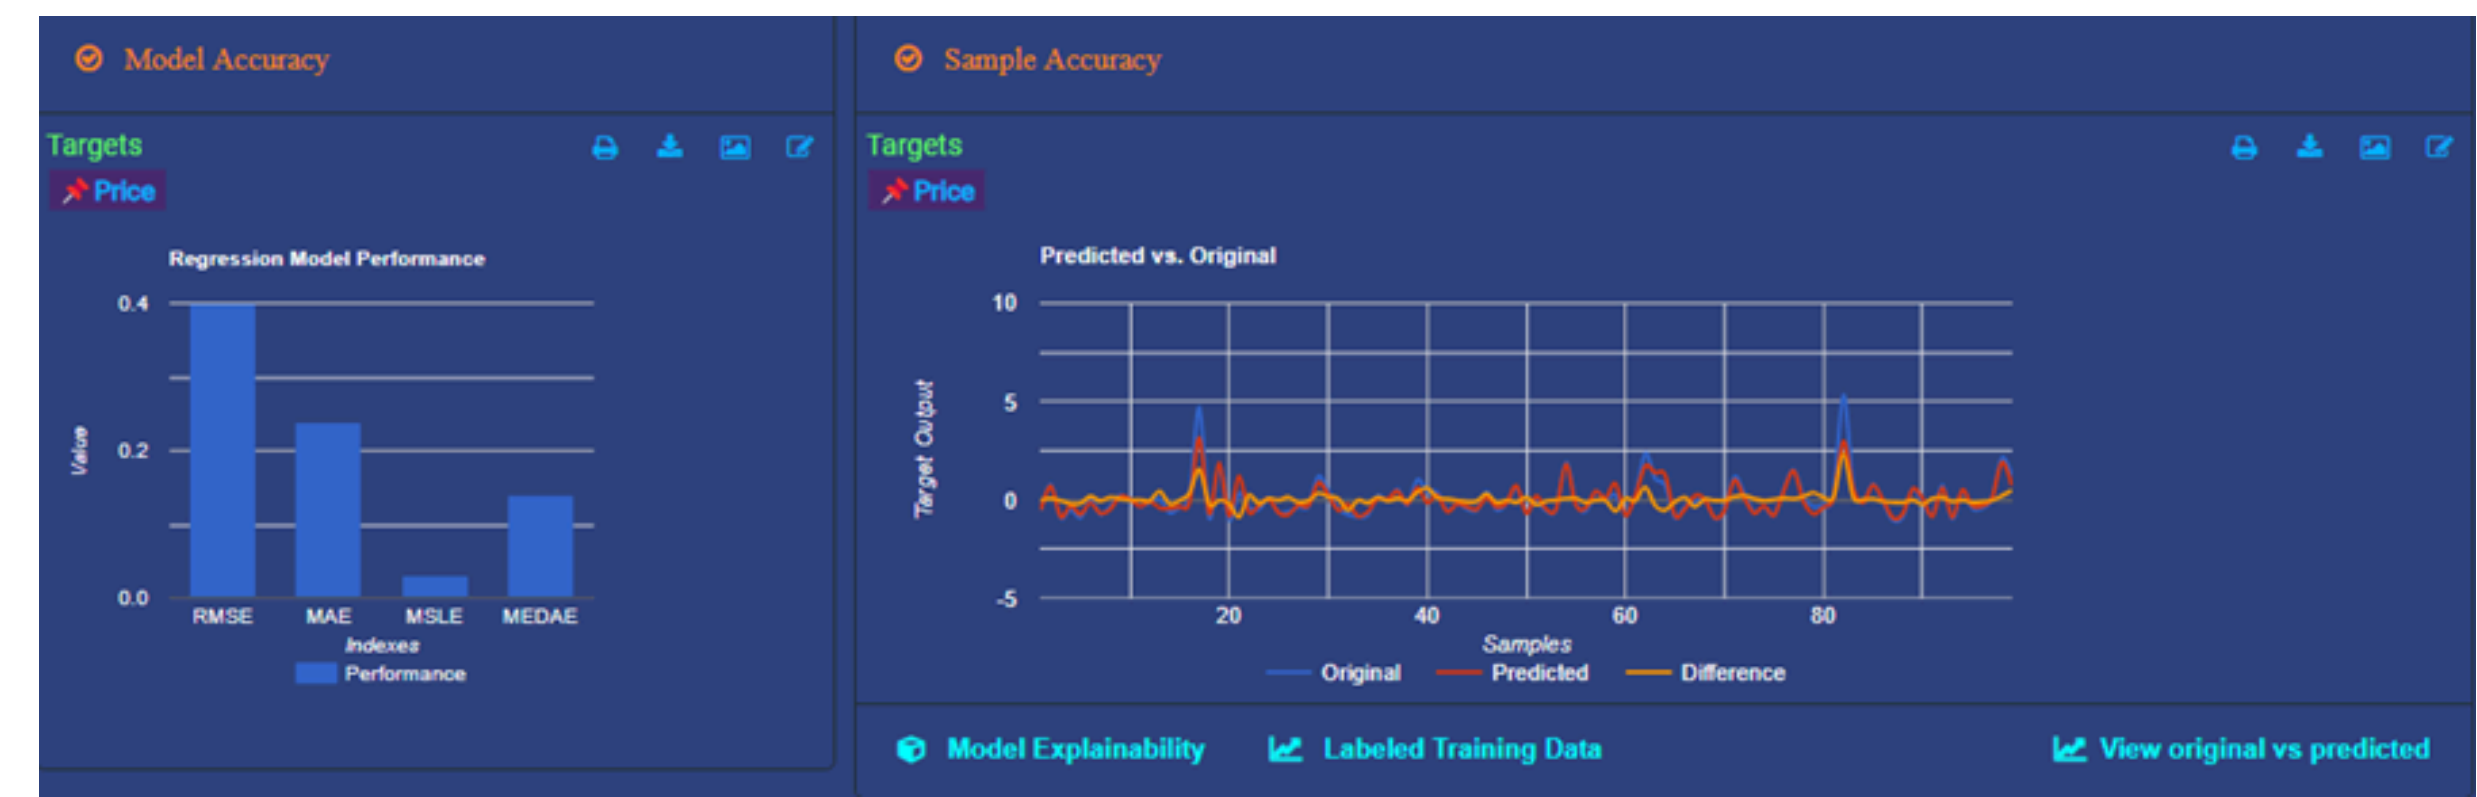 Model Accuracy
Targets
Price
Regression Model Performance
0.4
0.2
0.0
Value
RMSE MAE MSLE MEDAE
Indexes
Performance
Sample Accuracy
Targets
Price
Predicted vs. Original
10
5
0
-5
Target Output
20 40 60 80
Samples
Original Predicted Difference
Model Explainability Labeled Training Data View original vs predicted